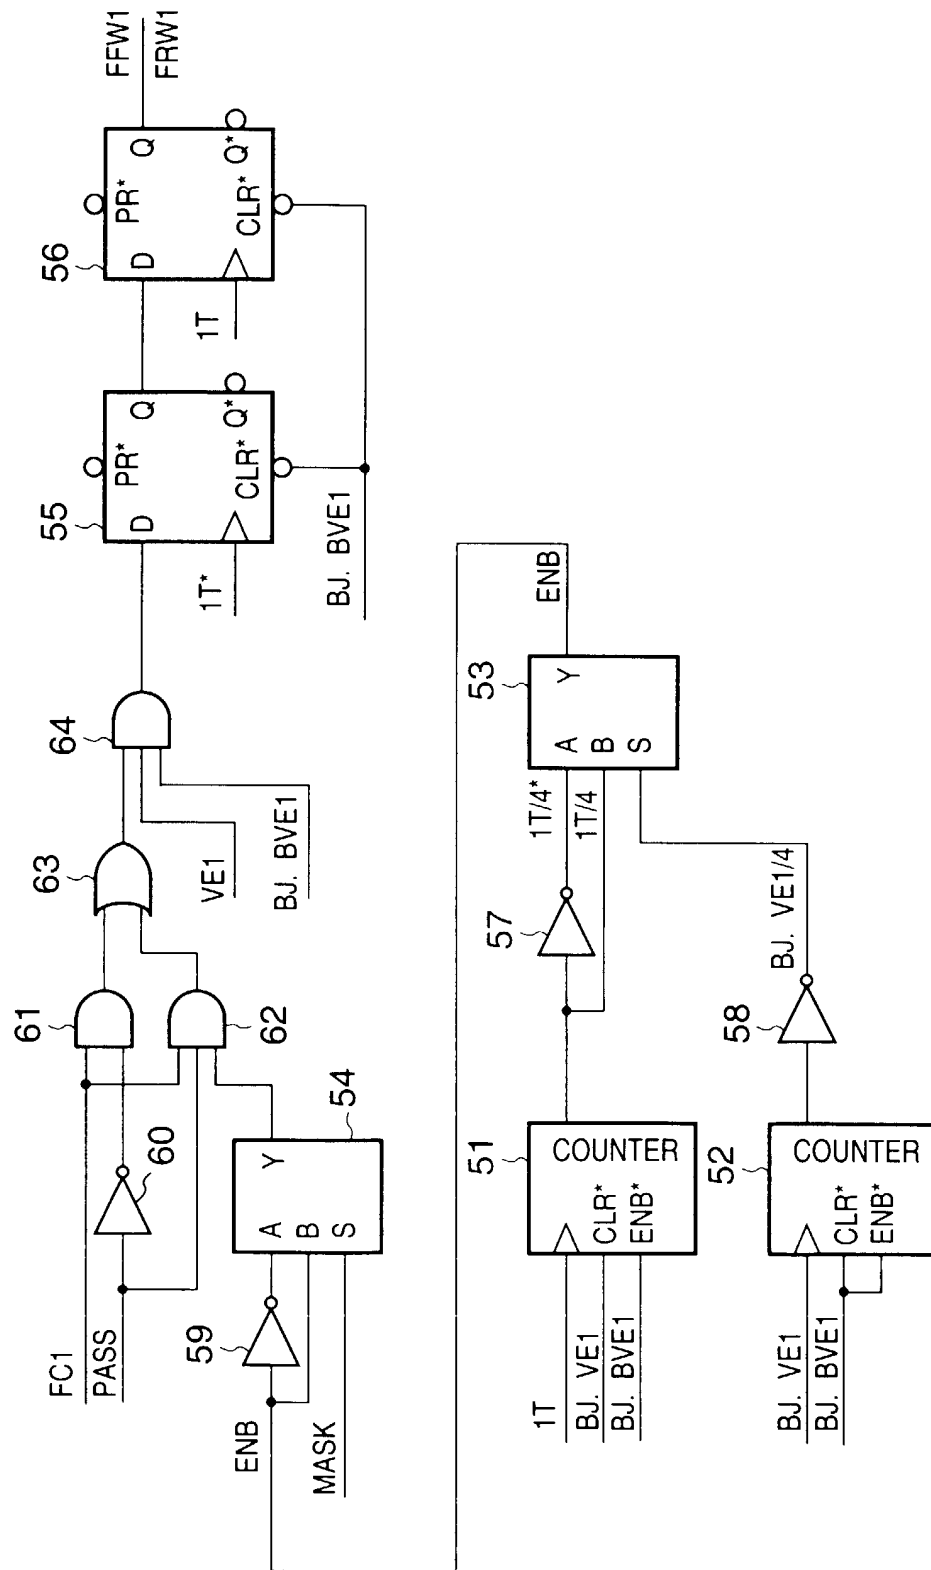 FFW1
FRW1
56
PR*
D
Q
Q*
CLR*
1T
55
PR*
D
Q
Q*
CLR*
1T*
BJ. BVE1
64
63
VE1
BJ. BVE1
61
62
60
FC1
PASS
54
A
B
S
Y
59
ENB
MASK
53
A
B
S
Y
ENB
1T/4*
1T/4
57
BJ. VE1/4
58
51
COUNTER
CLR*
ENB*
1T
BJ. VE1
BJ. BVE1
52
COUNTER
CLR*
ENB*
BJ. VE1
BJ. BVE1